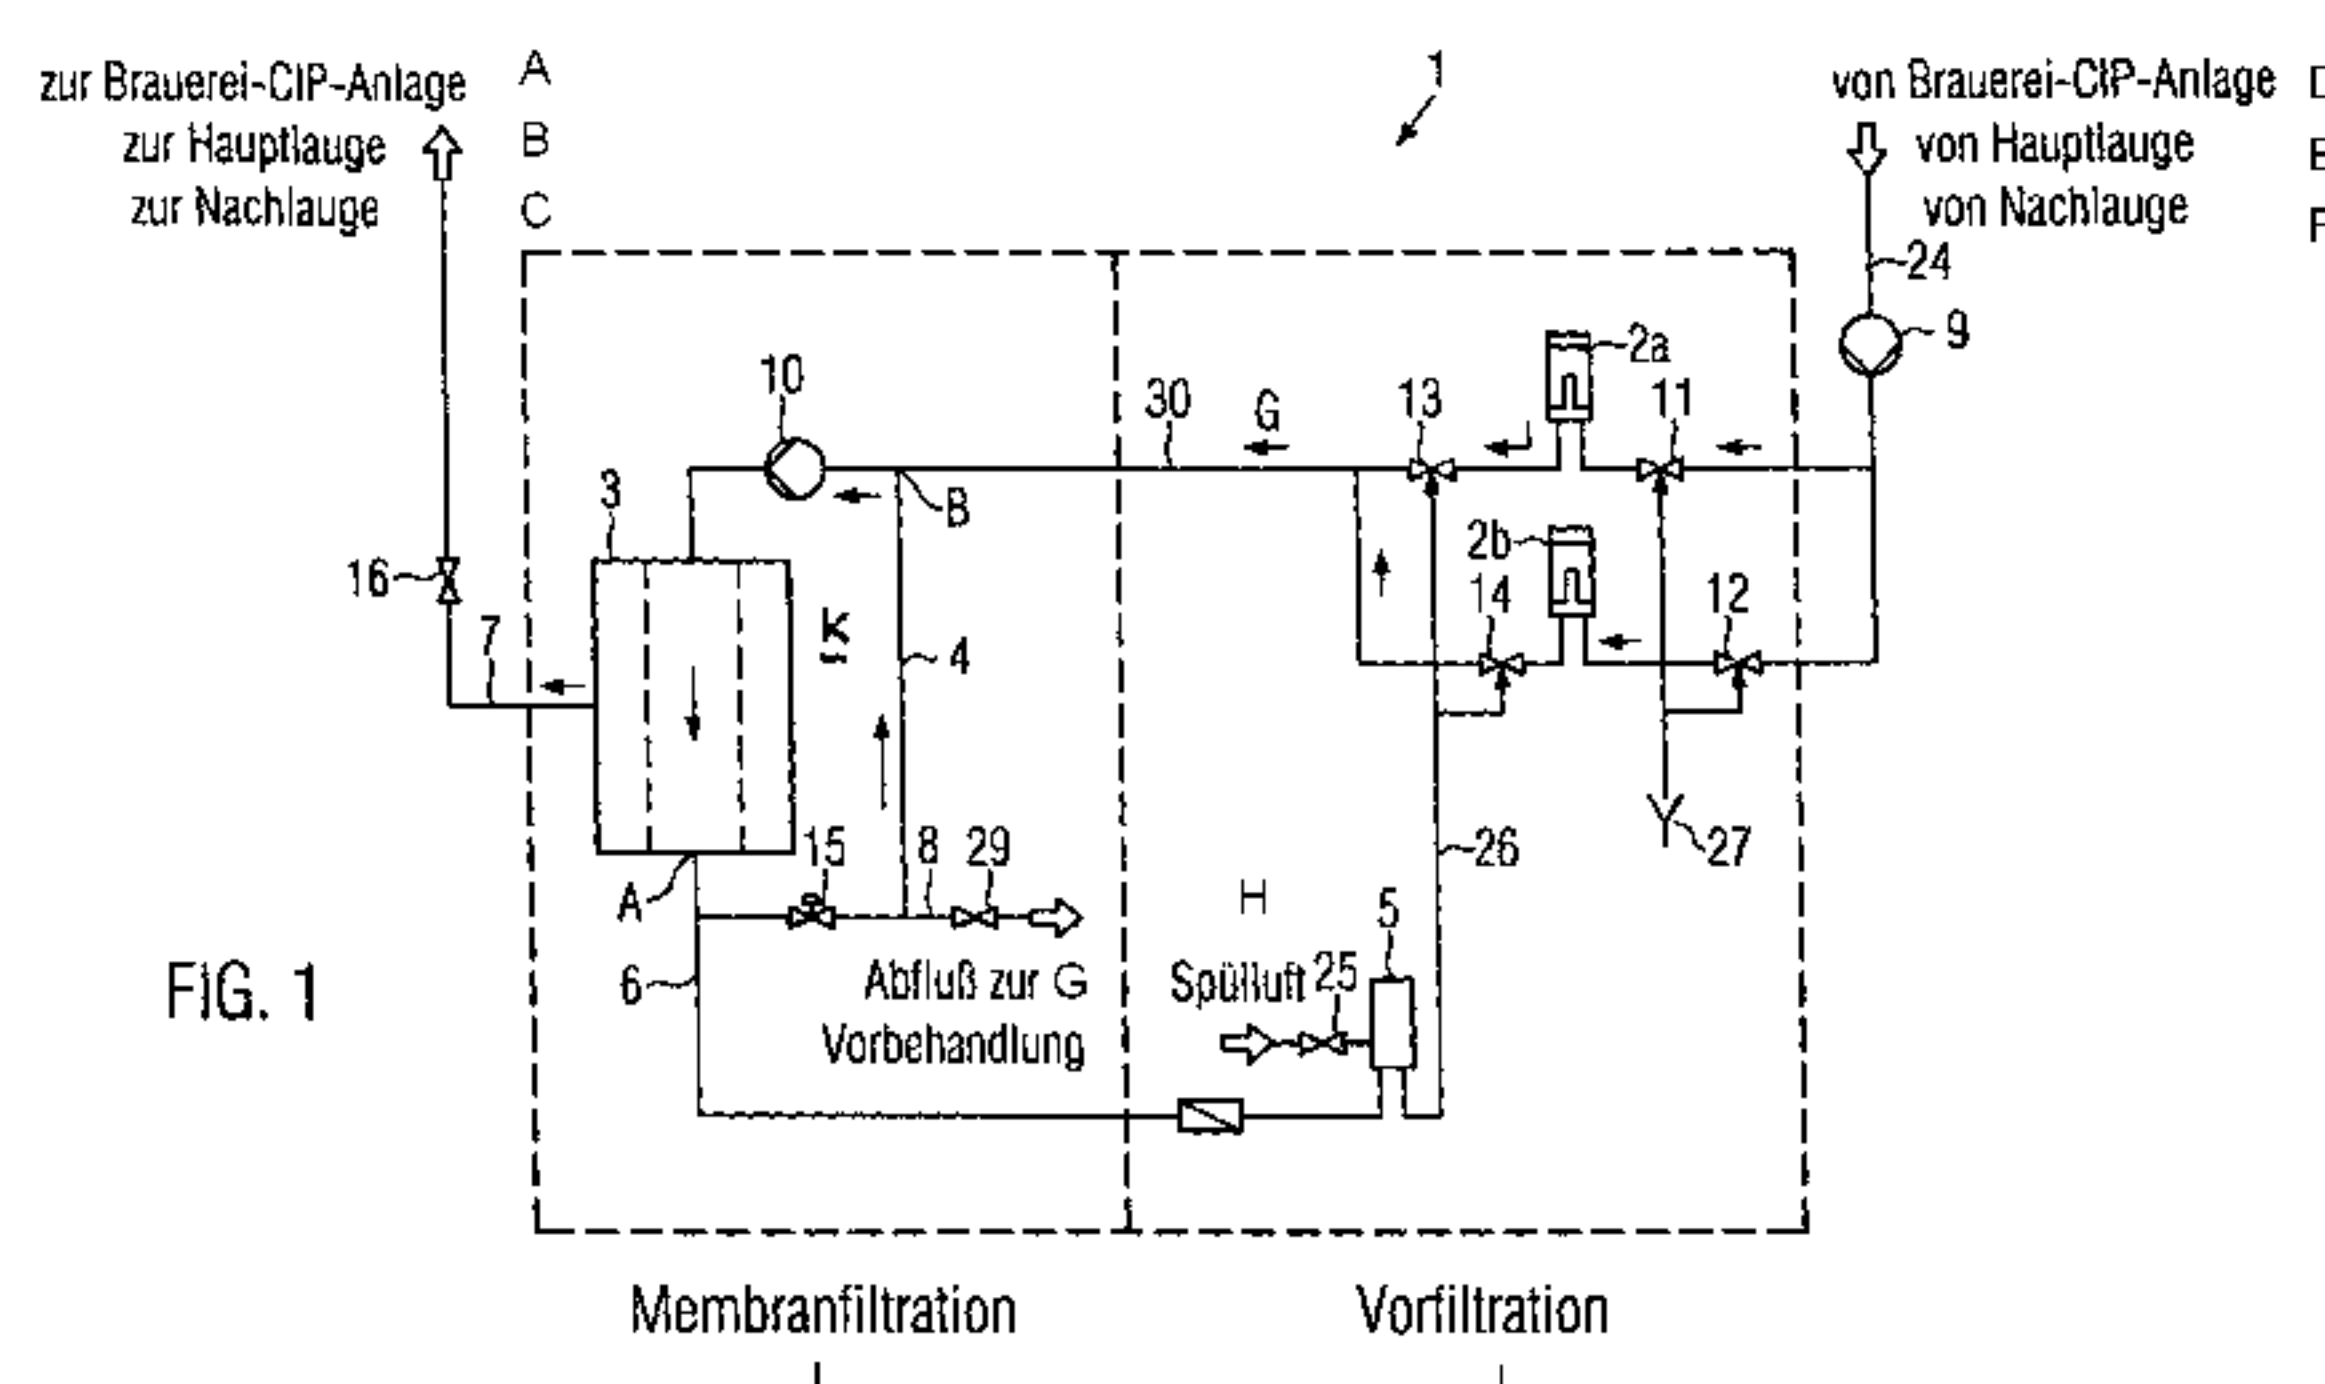 zur Brauerei-CIP-Anlage A
zur Hauptlauge B
zur Nachlauge C
1
von Brauerei-CIP-Anlage D
von Hauptlauge E
von Nachlauge F
24
9
2a
10
30
G
13
11
3
B
2b
16
14
12
K
7
4
15
8
29
26
27
A
H
5
6
Abfluß zur G
Vorbehandlung
Spülluft
25
FIG. 1
Membranfiltration
Vorfiltration